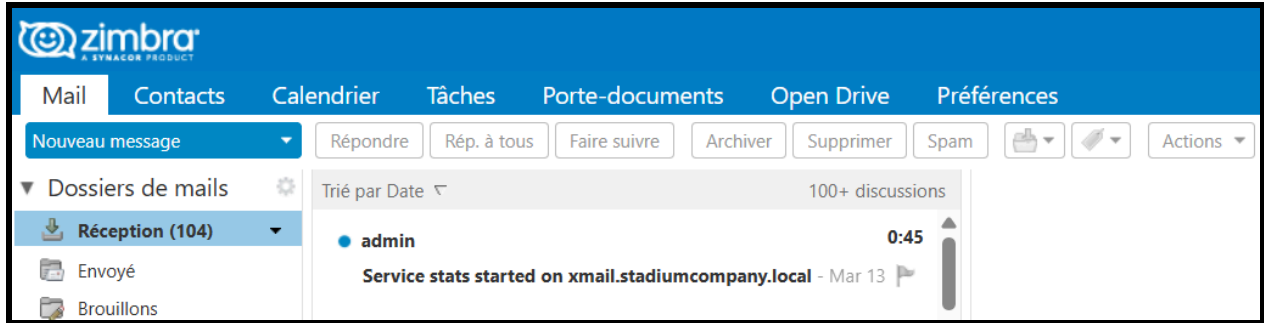 zimbra
A SYNACOR PRODUCT
Mail Contacts Calendrier Tâches Porte-documents Open Drive Préférences
Nouveau message Répondre Rép. à tous Faire suivre Archiver Supprimer Spam Actions
Dossiers de mails Trié par Date 100+ discussions
Réception (104) admin 0:45
Envoyé Service stats started on xmail.stadiumcompany.local - Mar 13
Brouillons